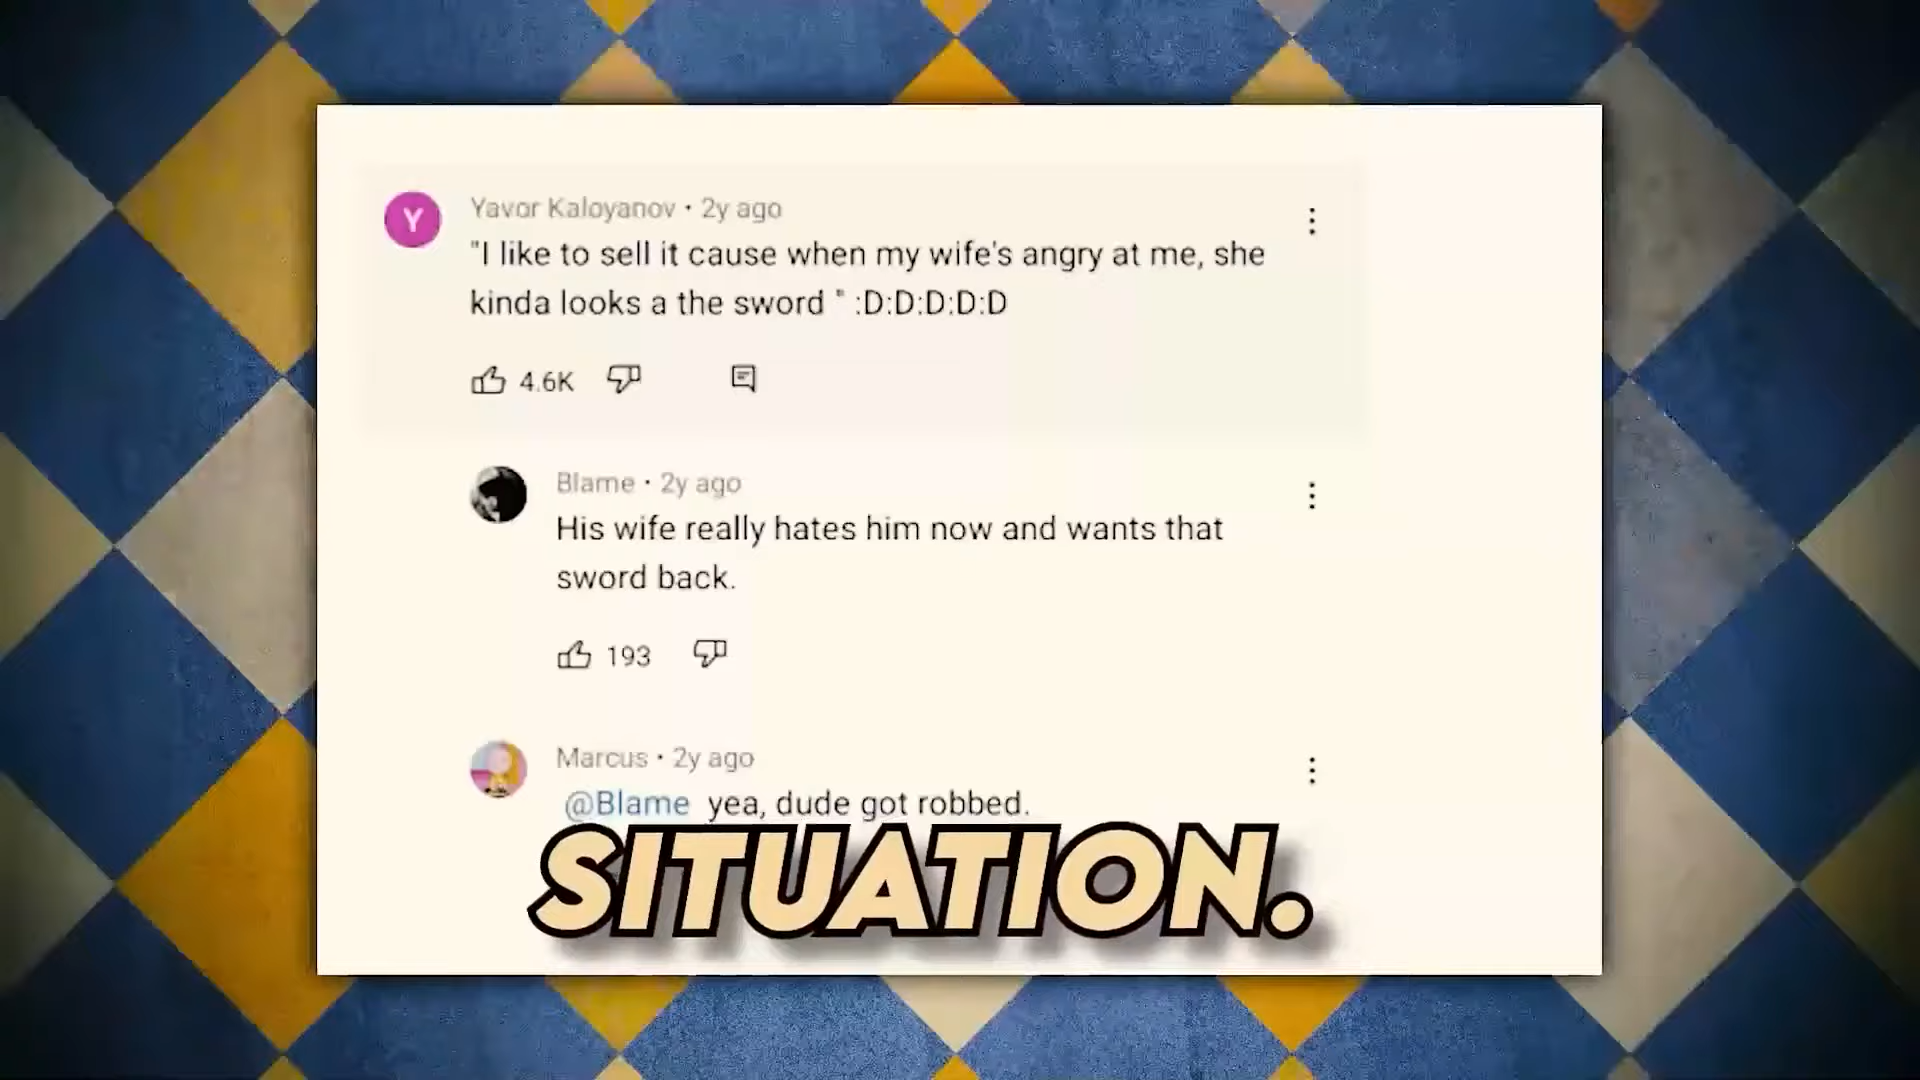 Y
Yavor Kaloyanov • 2y ago
"I like to sell it cause when my wife's angry at me, she
kinda looks a the sword " :D:D:D:D:D
4.6K
Blame • 2y ago
His wife really hates him now and wants that
sword back.
193
Marcus • 2y ago
@Blame yea, dude got robbed.
SITUATION.